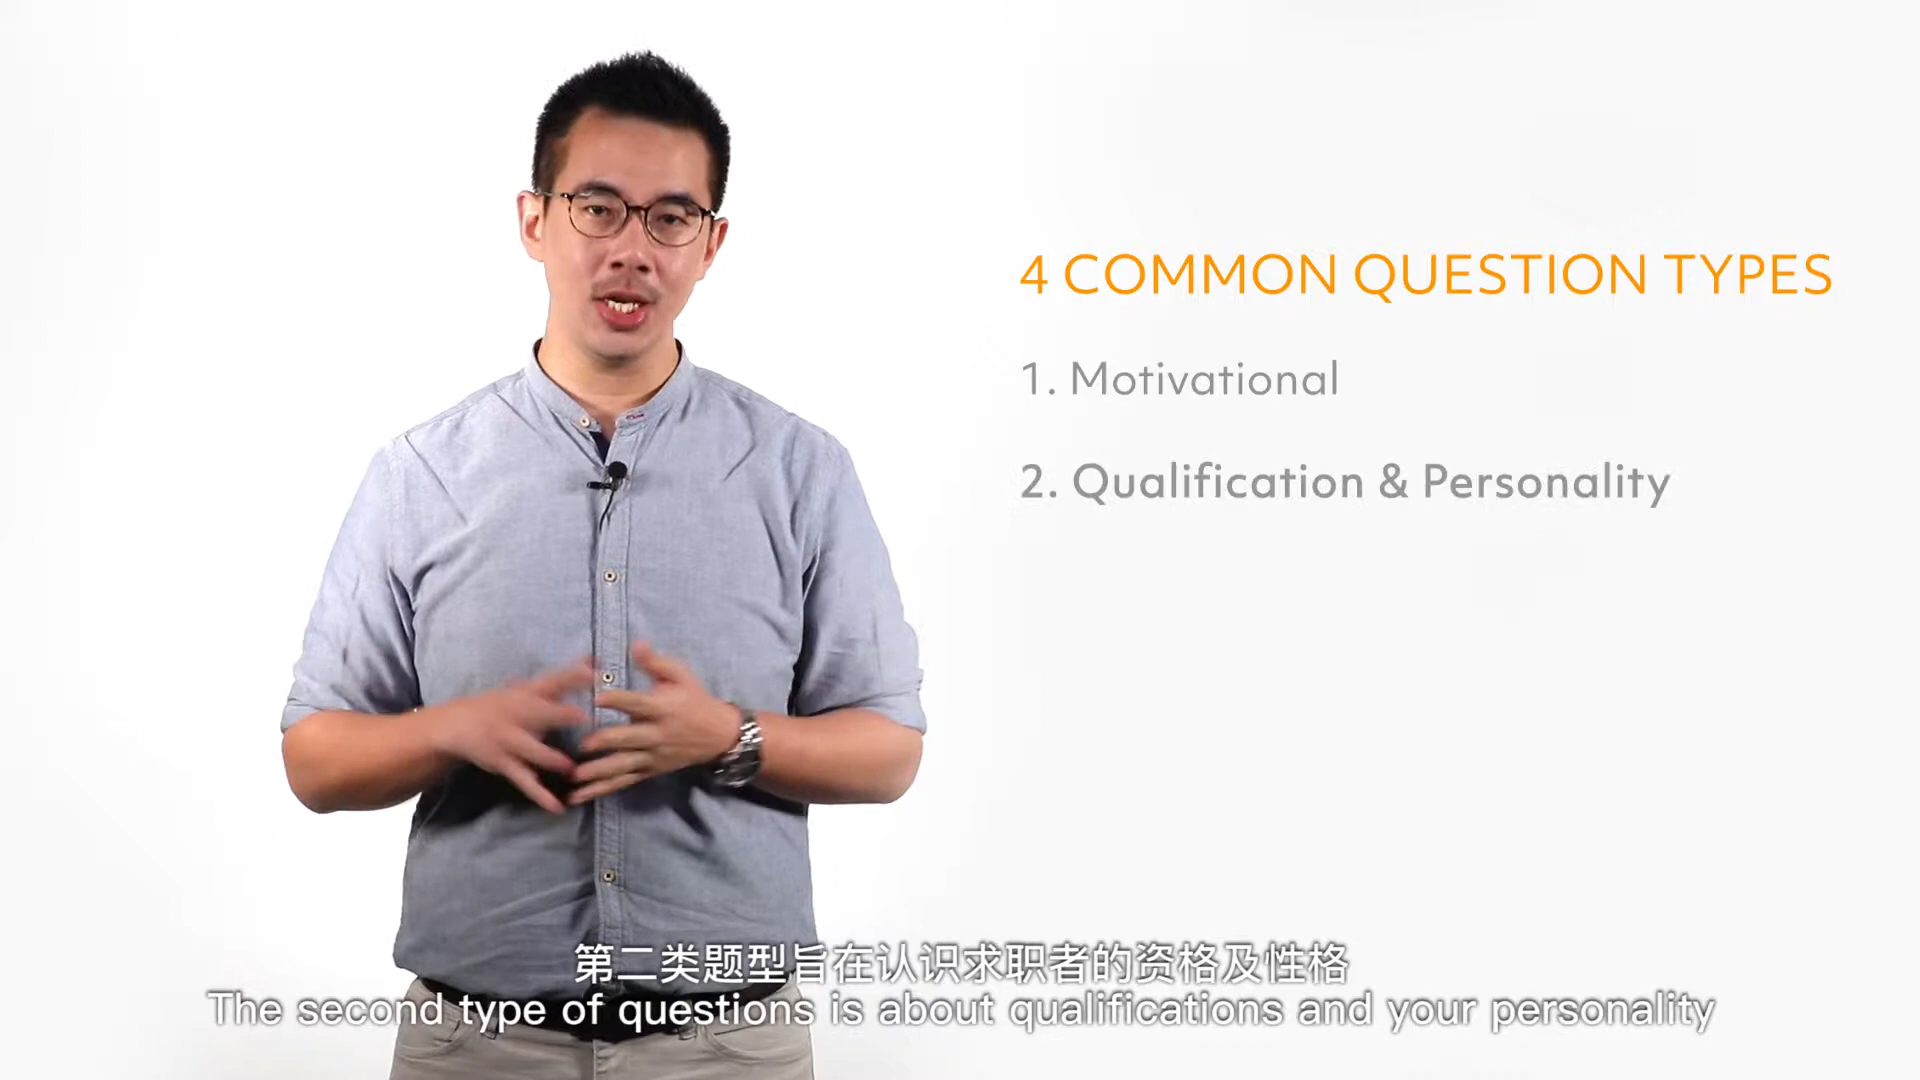 4 COMMON QUESTION TYPES
1. Motivational
2. Qualification & Personality
第二类题型旨在认识求职者的资格及性格
The second type of questions is about qualifications and your personality